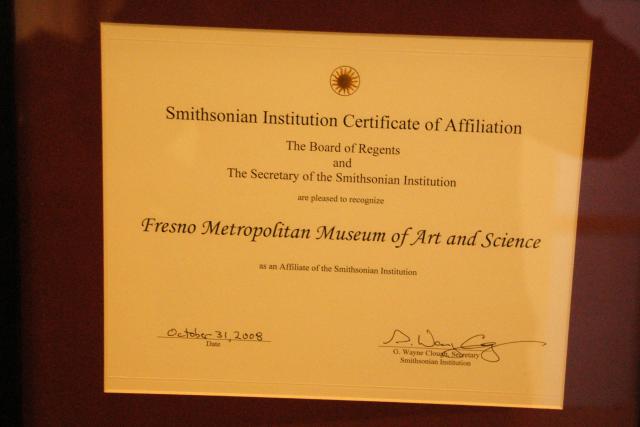 Smithsonian Institution Certificate of Affiliation
The Board of Regents
and
The Secretary of the Smithsonian Institution
are pleased to recognize
Fresno Metropolitan Museum of Art and Science
as an Affiliate of the Smithsonian Institution
October 31, 2008
Date
G. Wayne Clough
G. Wayne Clough, Secretary
Smithsonian Institution